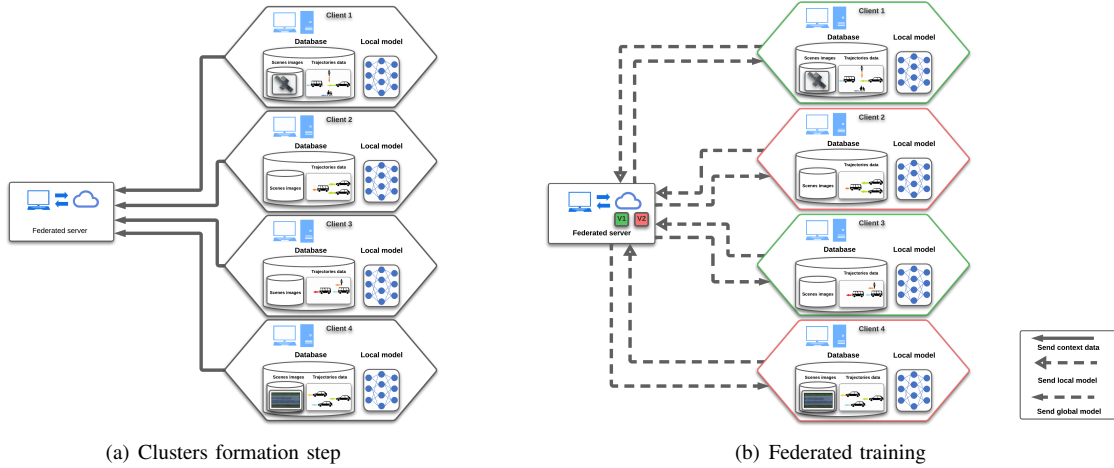 Client 1
Database
Local model
Scenes images
Trajectories data
Client 2
Database
Local model
Trajectories data
Scenes images
Client 3
Database
Local model
Trajectories data
Scenes images
Client 4
Database
Local model
Scenes images
Trajectories data
Federated server
(a) Clusters formation step
Client 1
Database
Local model
Scenes images
Trajectories data
Client 2
Database
Local model
Trajectories data
Scenes images
V1 V2
Federated server
Client 3
Database
Local model
Trajectories data
Scenes images
Client 4
Database
Local model
Scenes images
Trajectories data
Send context data
Send local model
Send global model
(b) Federated training